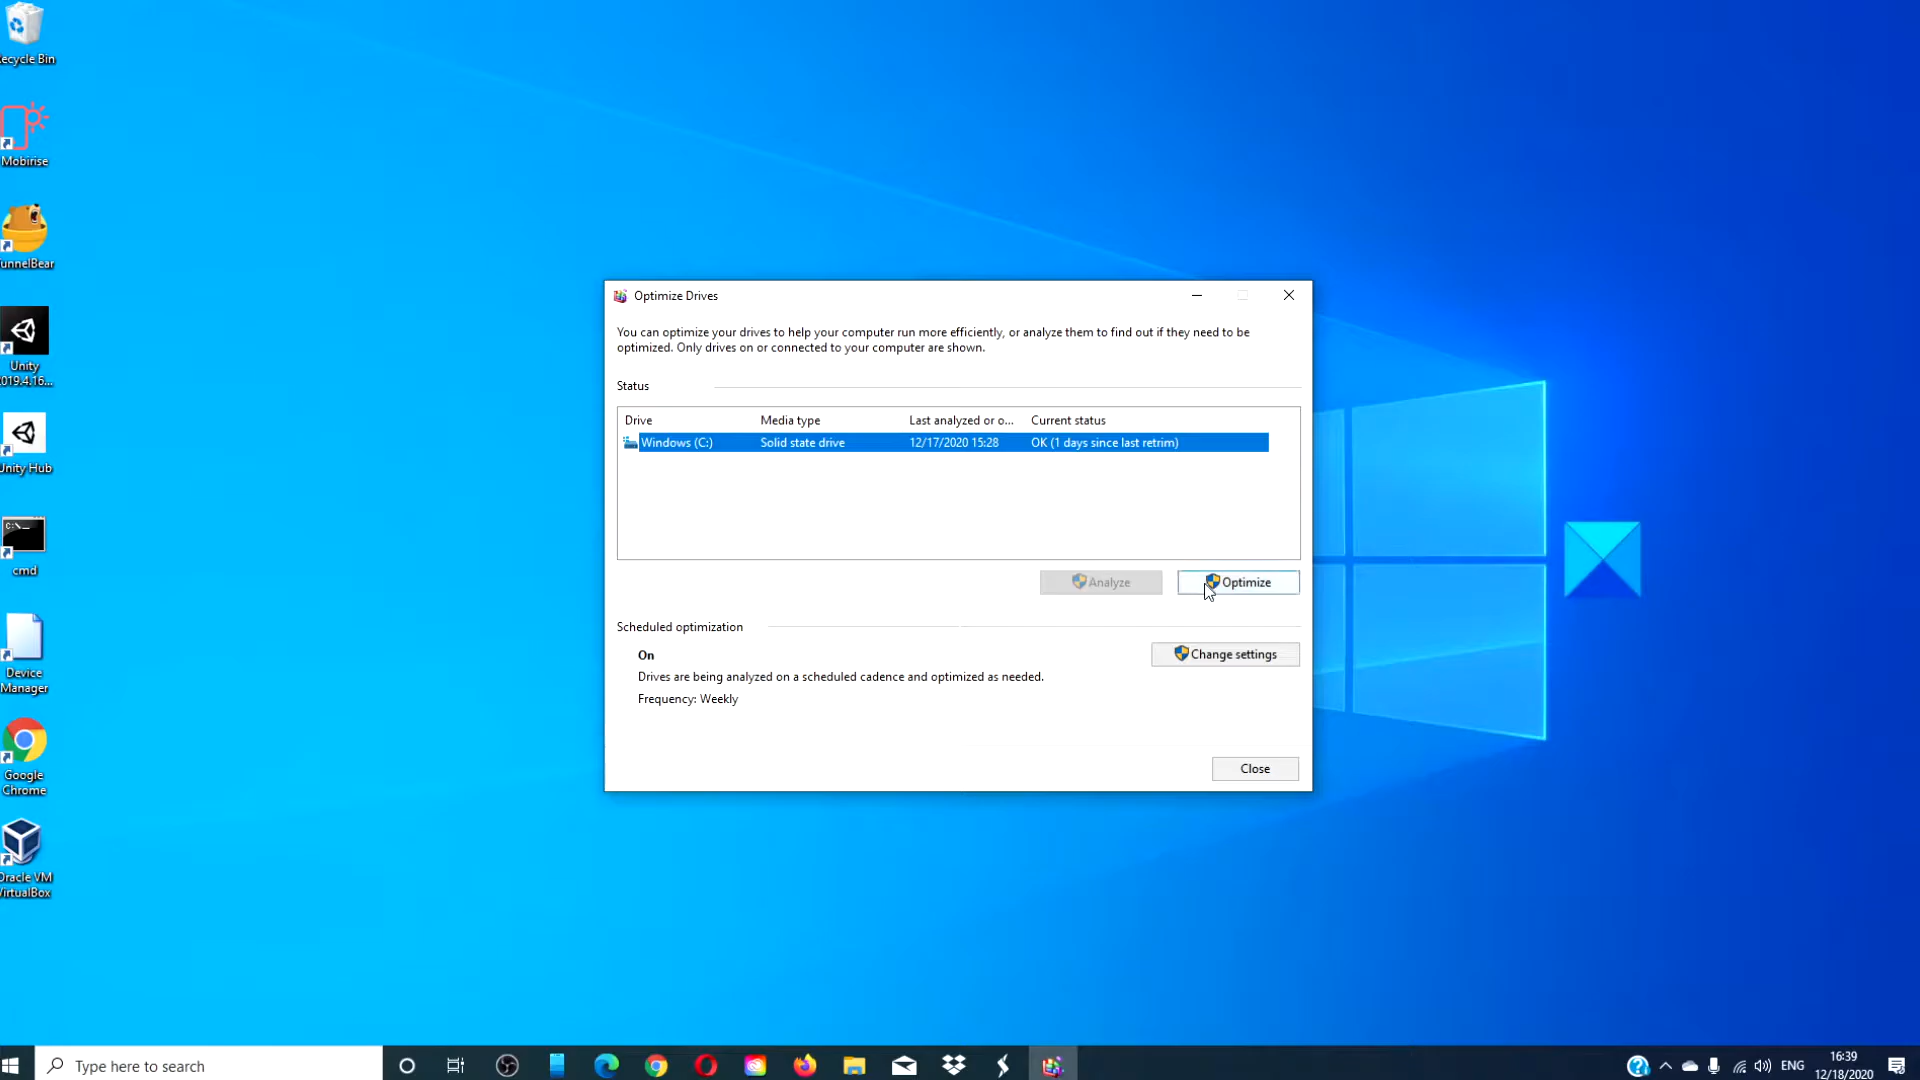 ecycle Bin
Mobirise
unnelBear
Unity
2019.4.16...
Unity Hub
cmd
Device
Manager
Google
Chrome
Oracle VM
VirtualBox
Optimize Drives
You can optimize your drives to help your computer run more efficiently, or analyze them to find out if they need to be
optimized. Only drives on or connected to your computer are shown.
Status
Drive Media type Last analyzed or o... Current status
Windows (C:) Solid state drive 12/17/2020 15:28 OK (1 days since last retrim)
Analyze Optimize
Scheduled optimization
On
Change settings
Drives are being analyzed on a scheduled cadence and optimized as needed.
Frequency: Weekly
Close
Type here to search
ENG
16:39
12/18/2020